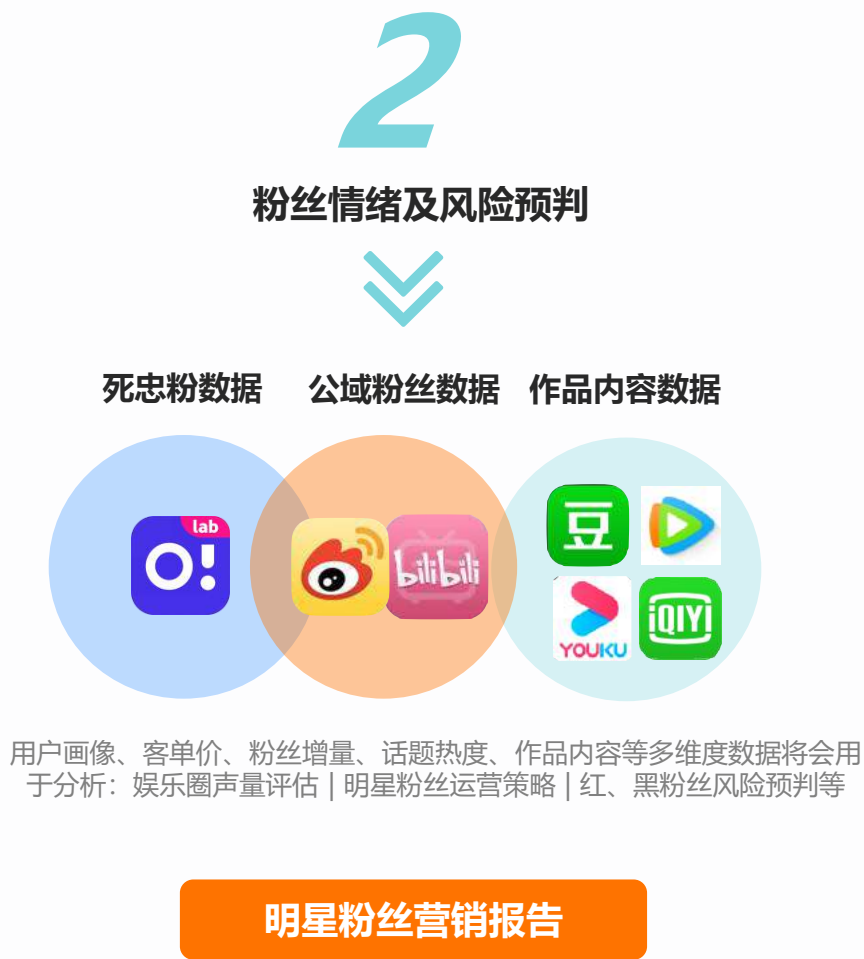 2
粉丝情绪及风险预判
死忠粉数据 公域粉丝数据 作品内容数据
lab
O!
bilibili
豆
YOUKU
iQIYI
用户画像、客单价、粉丝增量、话题热度、作品内容等多维度数据将会用
于分析：娱乐圈声量评估 | 明星粉丝运营策略 | 红、黑粉丝风险预判等
明星粉丝营销报告